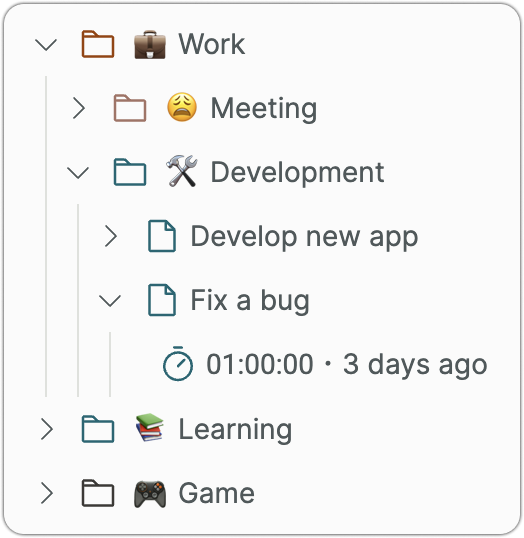 💼 Work
😩 Meeting
🛠️ Development
Develop new app
Fix a bug
01:00:00 · 3 days ago
📚 Learning
🎮 Game